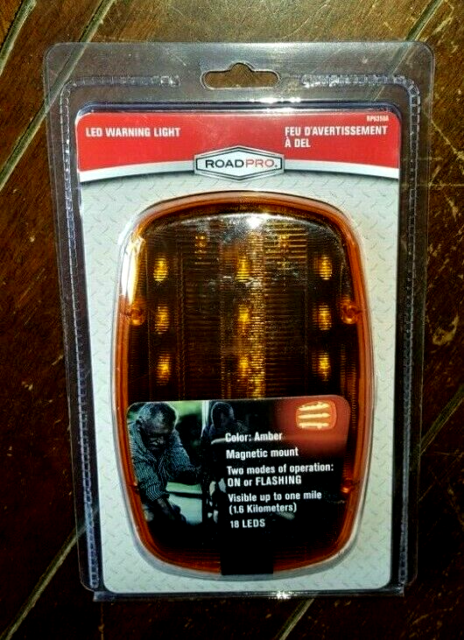 RP6350A
LED WARNING LIGHT
FEU D'AVERTISSEMENT
À DEL
ROADPRO.
Color: Amber
Magnetic mount
Two modes of operation:
ON or FLASHING
Visible up to one mile
(1.6 Kilometers)
18 LEDS